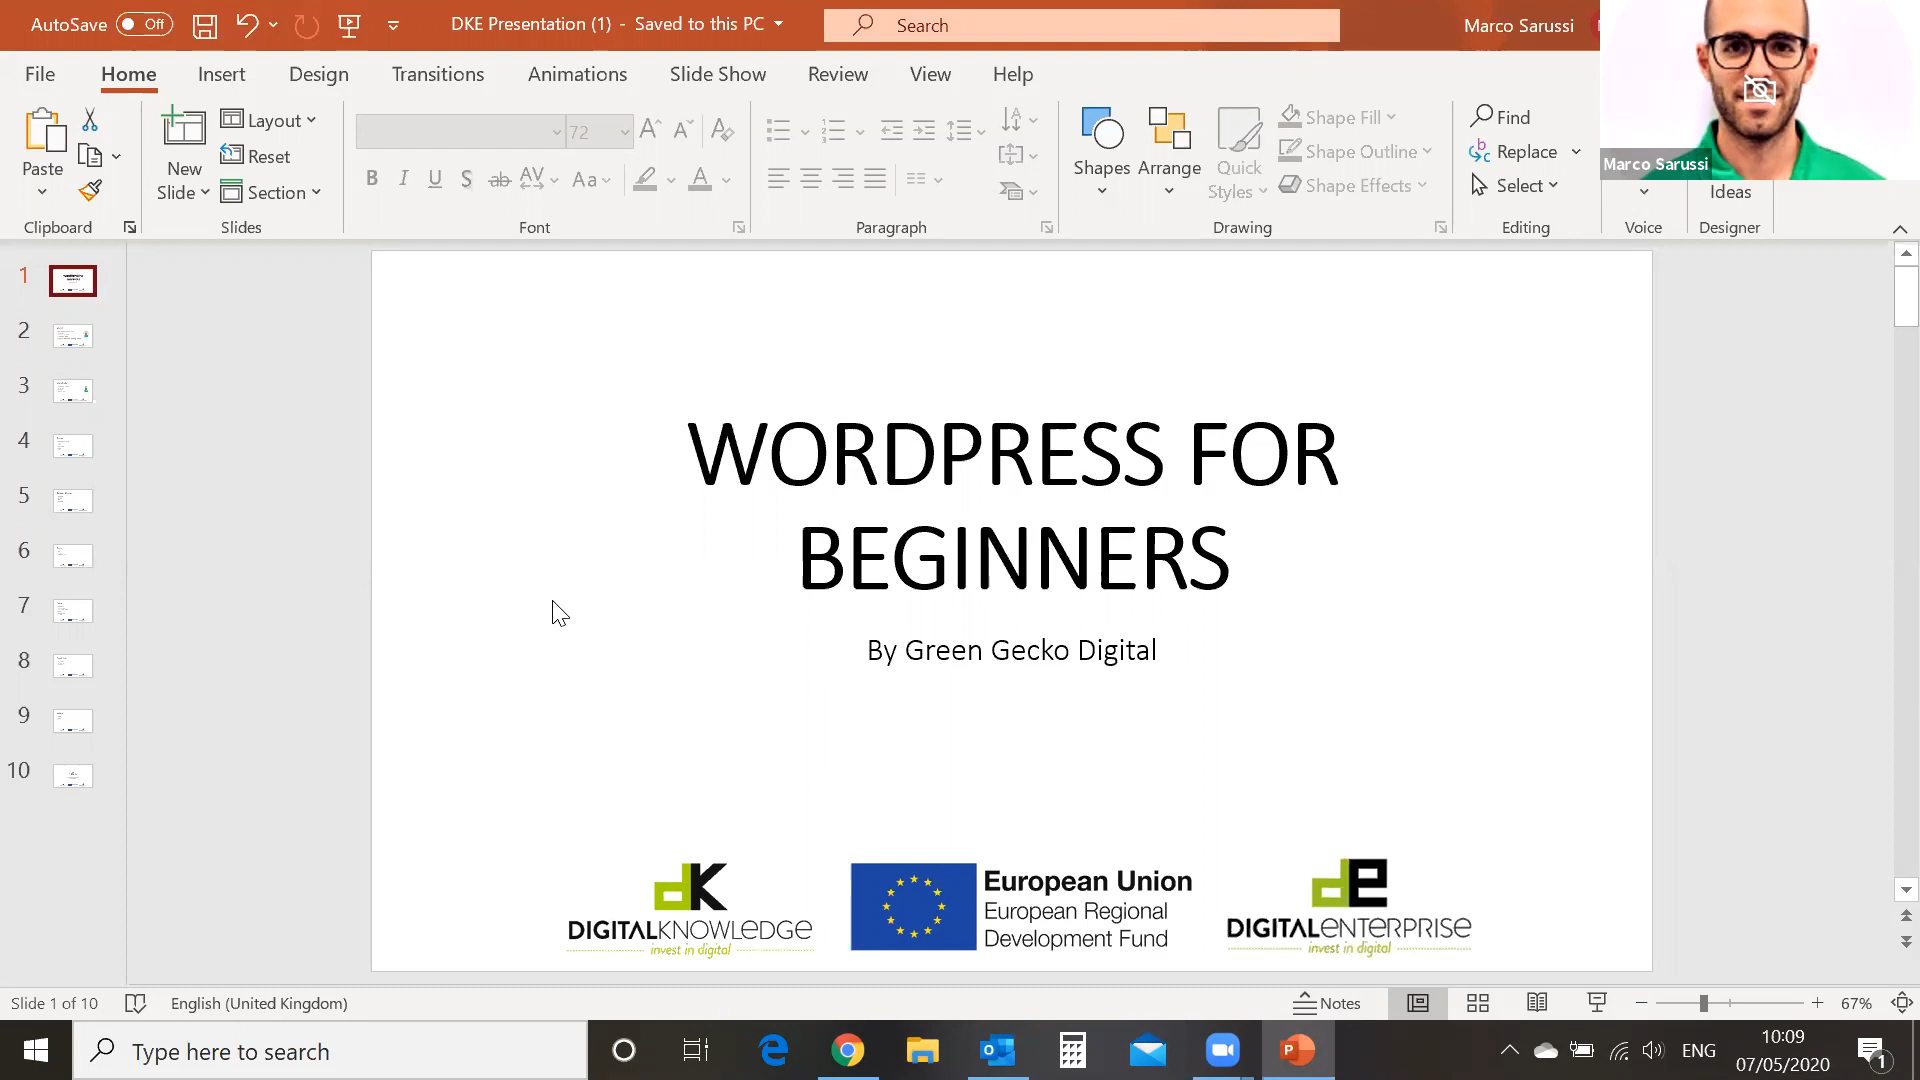 AutoSave Off
DKE Presentation (1) - Saved to this PC
Search
Marco Sarussi
File Home Insert Design Transitions Animations Slide Show Review View Help
Paste
New
Slide
Layout
Reset
Section
72
Aa
Shapes
Arrange
Quick
Styles
Shape Fill
Shape Outline
Shape Effects
Find
Replace
Select
Marco Sarussi
Ideas
Clipboard Slides Font Paragraph Drawing Editing Voice Designer
1
2
3
4
5
6
7
8
9
10
WORDPRESS FOR
BEGINNERS
By Green Gecko Digital
dK
DIGITALKNOWLEDGE
invest in digital
European Union
European Regional
Development Fund
de
DIGITALENTERPRISE
invest in digital
Slide 1 of 10 English (United Kingdom) Notes 67%
Type here to search
ENG
10:09
07/05/2020
1